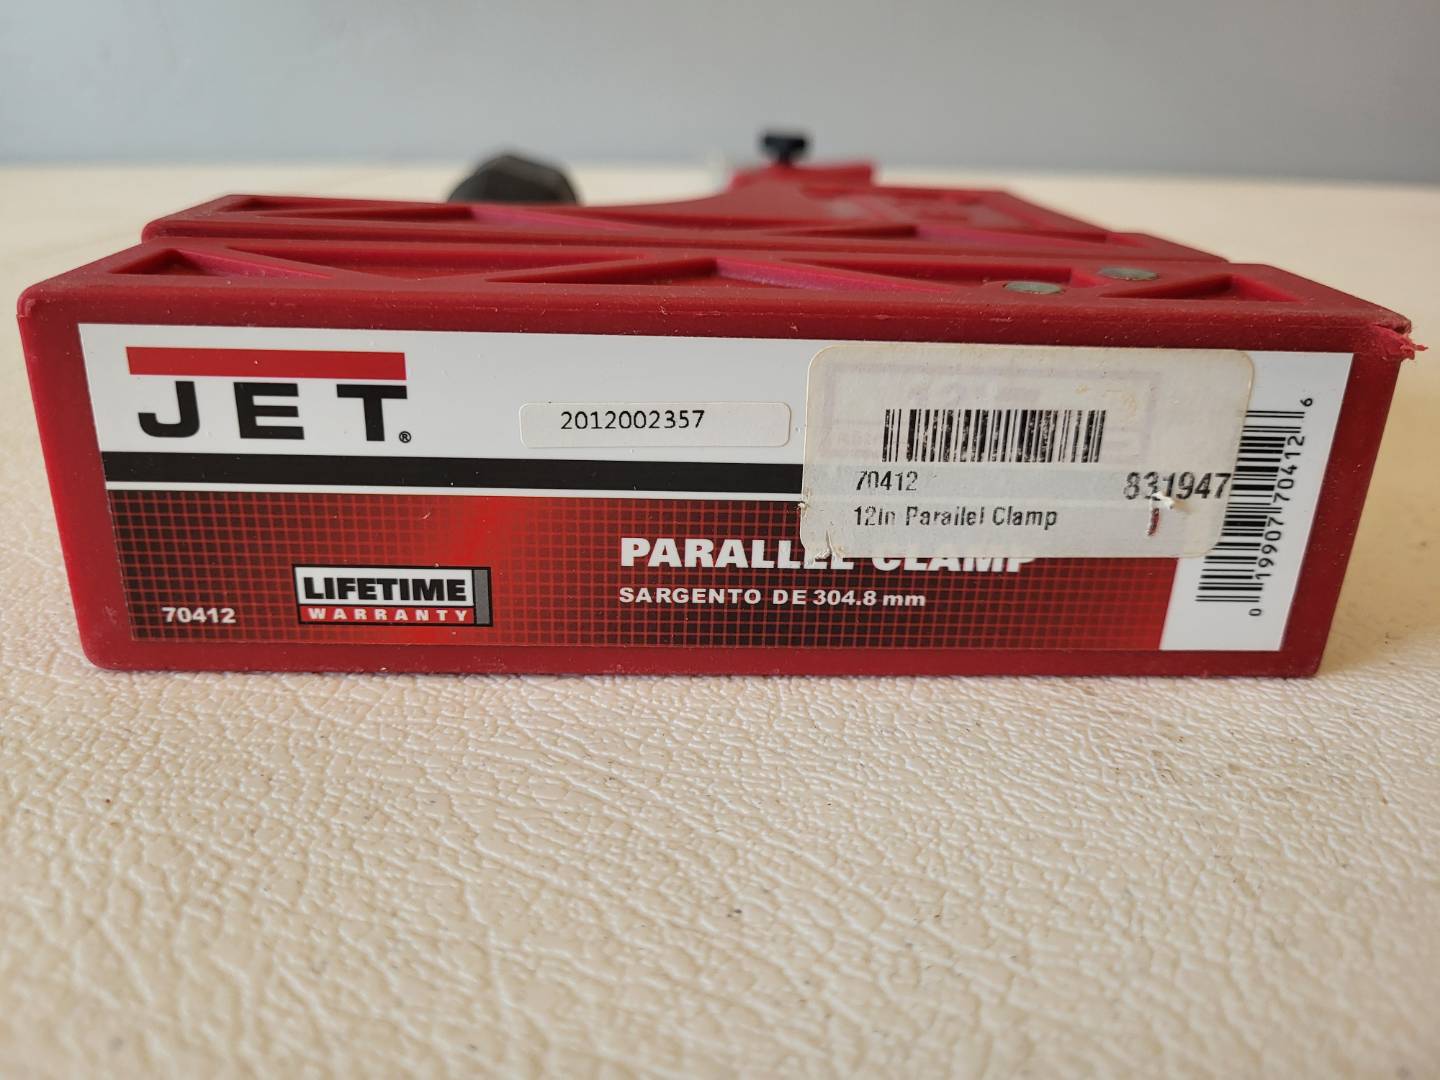 JET®
2012002357
70412
831947
12in Parallel Clamp
PARALLEL CLAMP
SARGENTO DE 304.8 mm
LIFETIME
WARRANTY
70412
0 19907 70412 6